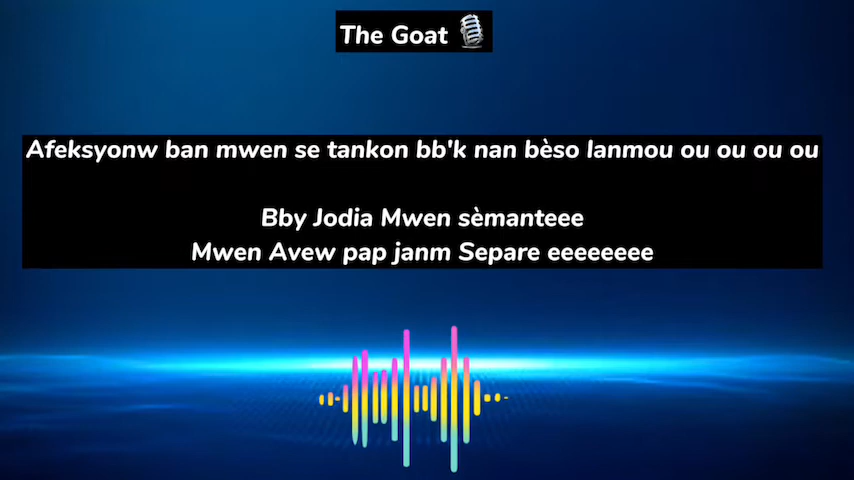 The Goat 🎙
Afeksyonw ban mwen se tankon bb'k nan bèso lanmou ou ou ou ou
Bby Jodia Mwen sèmanteee
Mwen Avew pap janm Separe eeeeeeee